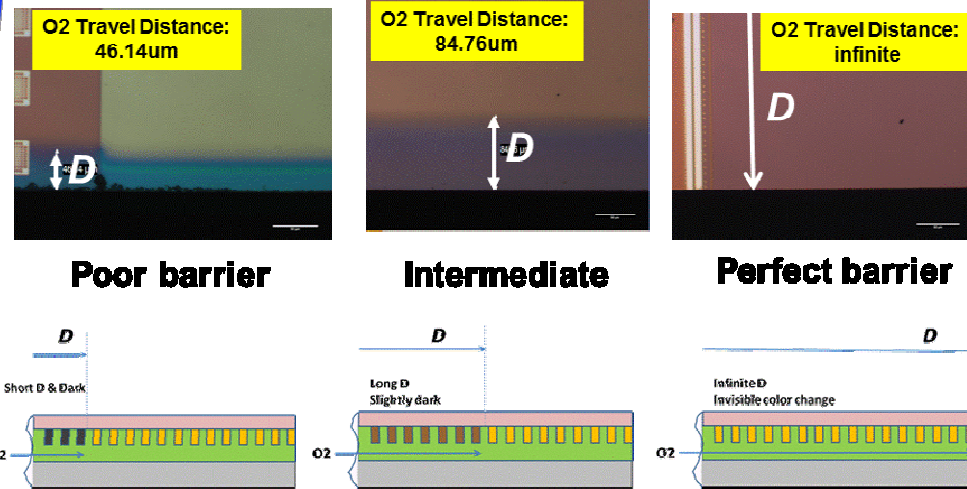 O2 Travel Distance:
46.14um
O2 Travel Distance:
84.76um
O2 Travel Distance:
infinite
D
D
D
Poor barrier
Intermediate
Perfect barrier
D
Short D & Dark
D
Long D
Slightly dark
O2
D
Infinite D
Invisible color change
O2